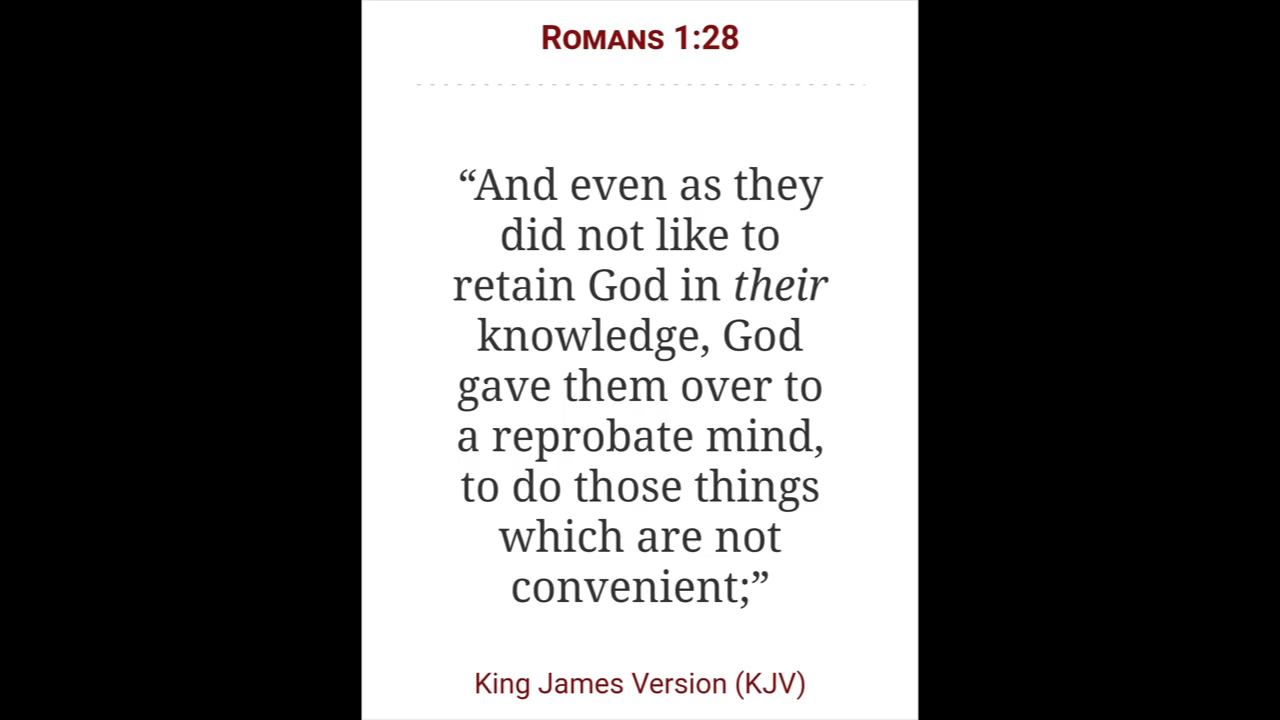 Romans 1:28
“And even as they
did not like to
retain God in their
knowledge, God
gave them over to
a reprobate mind,
to do those things
which are not
convenient;”
King James Version (KJV)